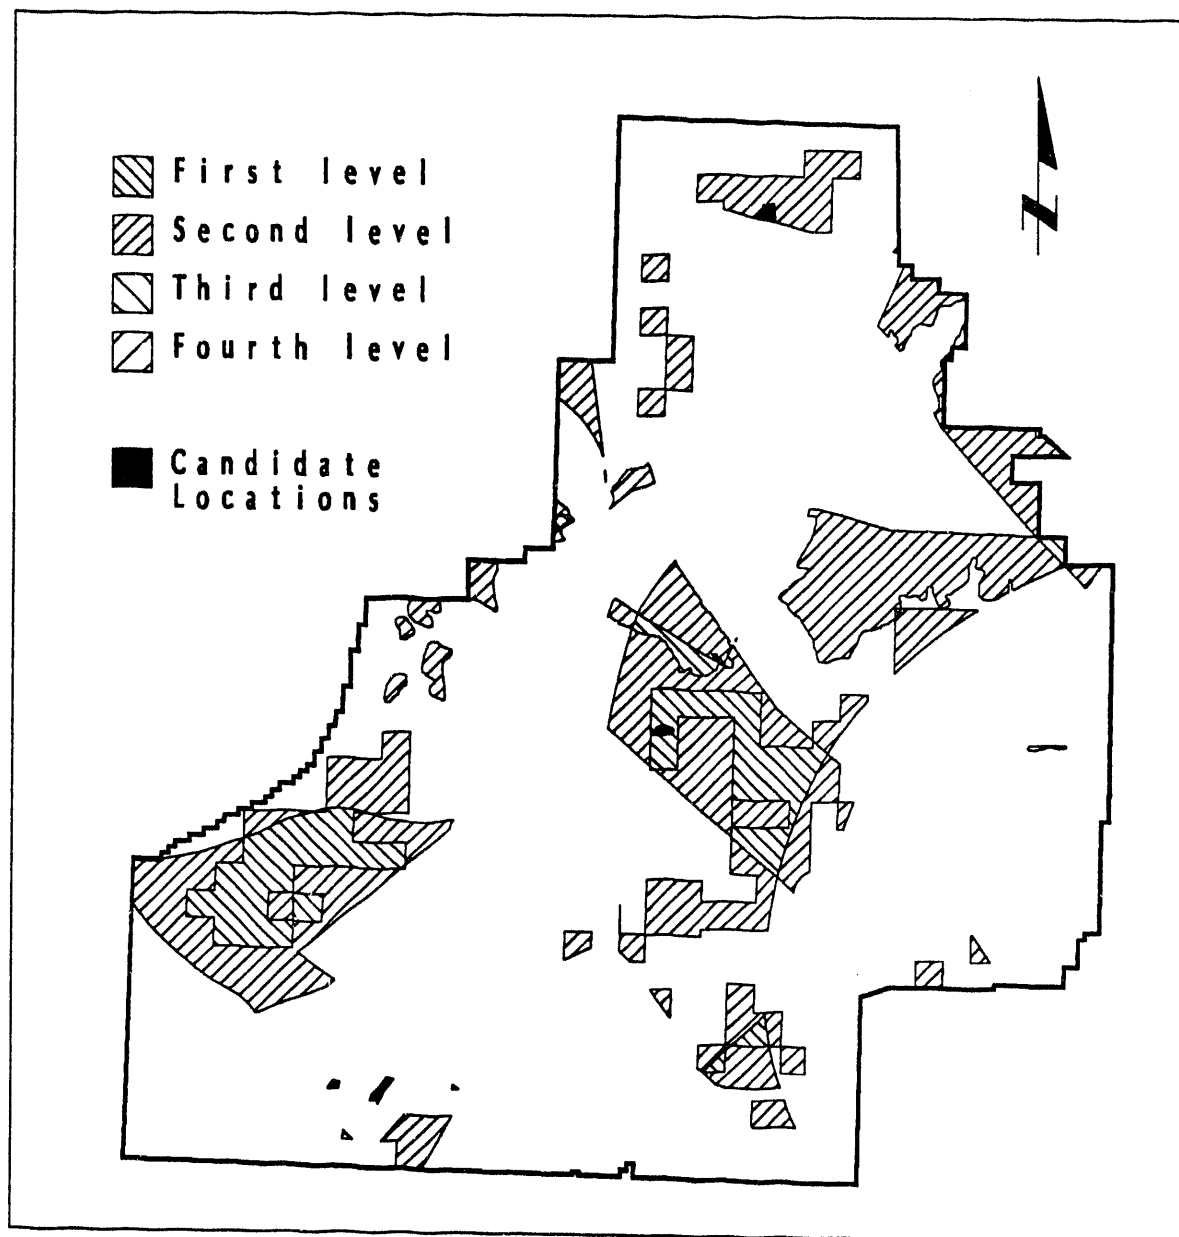 First level
Second level
Third level
Fourth level
Candidate
Locations